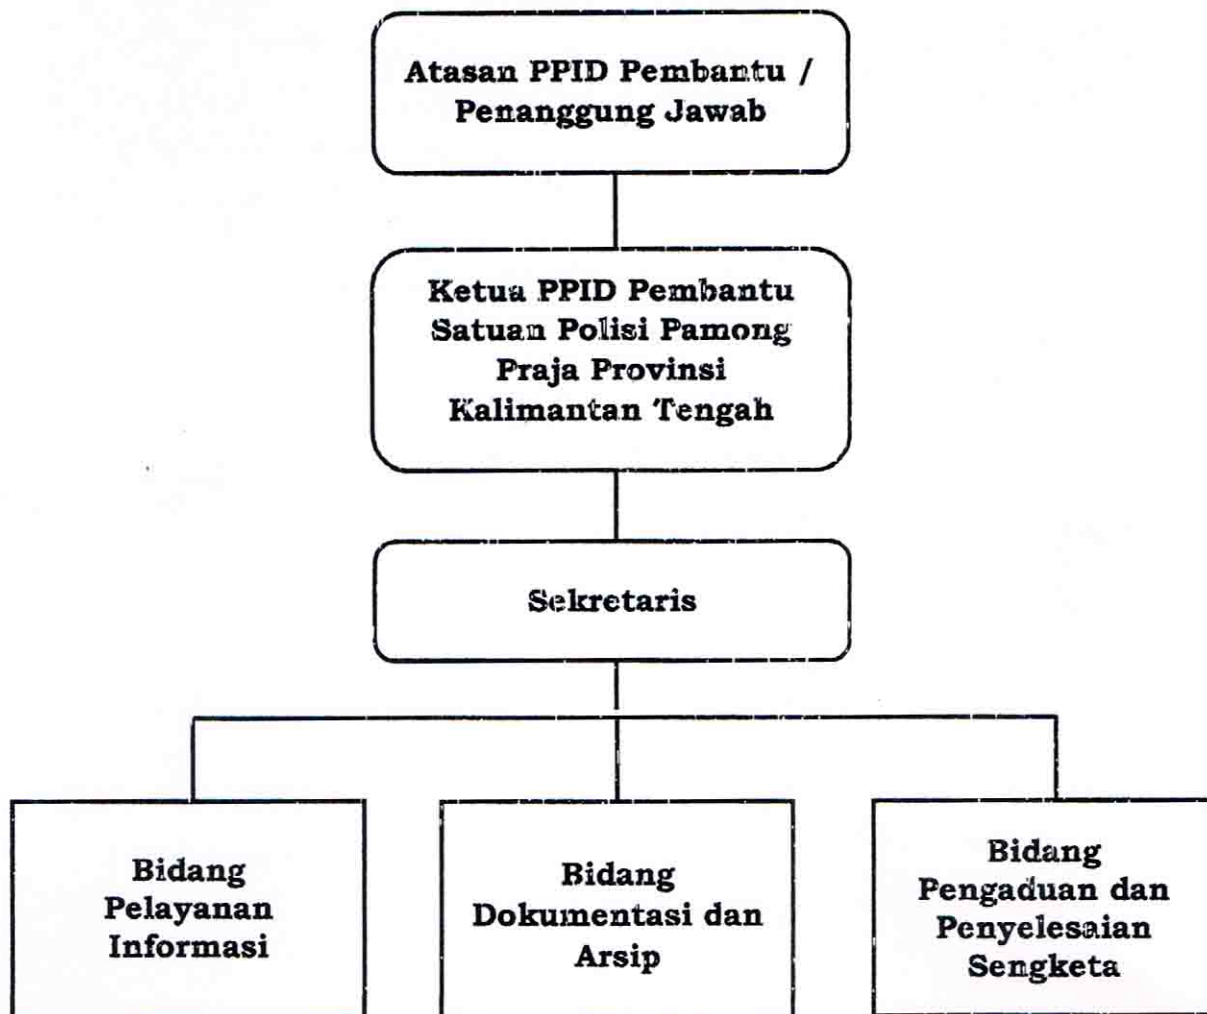 Atasan PPID Pembantu /
Penanggung Jawab
Ketua PPID Pembantu
Satuan Polisi Pamong
Praja Provinsi
Kalimantan Tengah
Sekretaris
Bidang
Pelayanan
Informasi
Bidang
Dokumentasi dan
Arsip
Bidang
Pengaduan dan
Penyelesaian
Sengketa